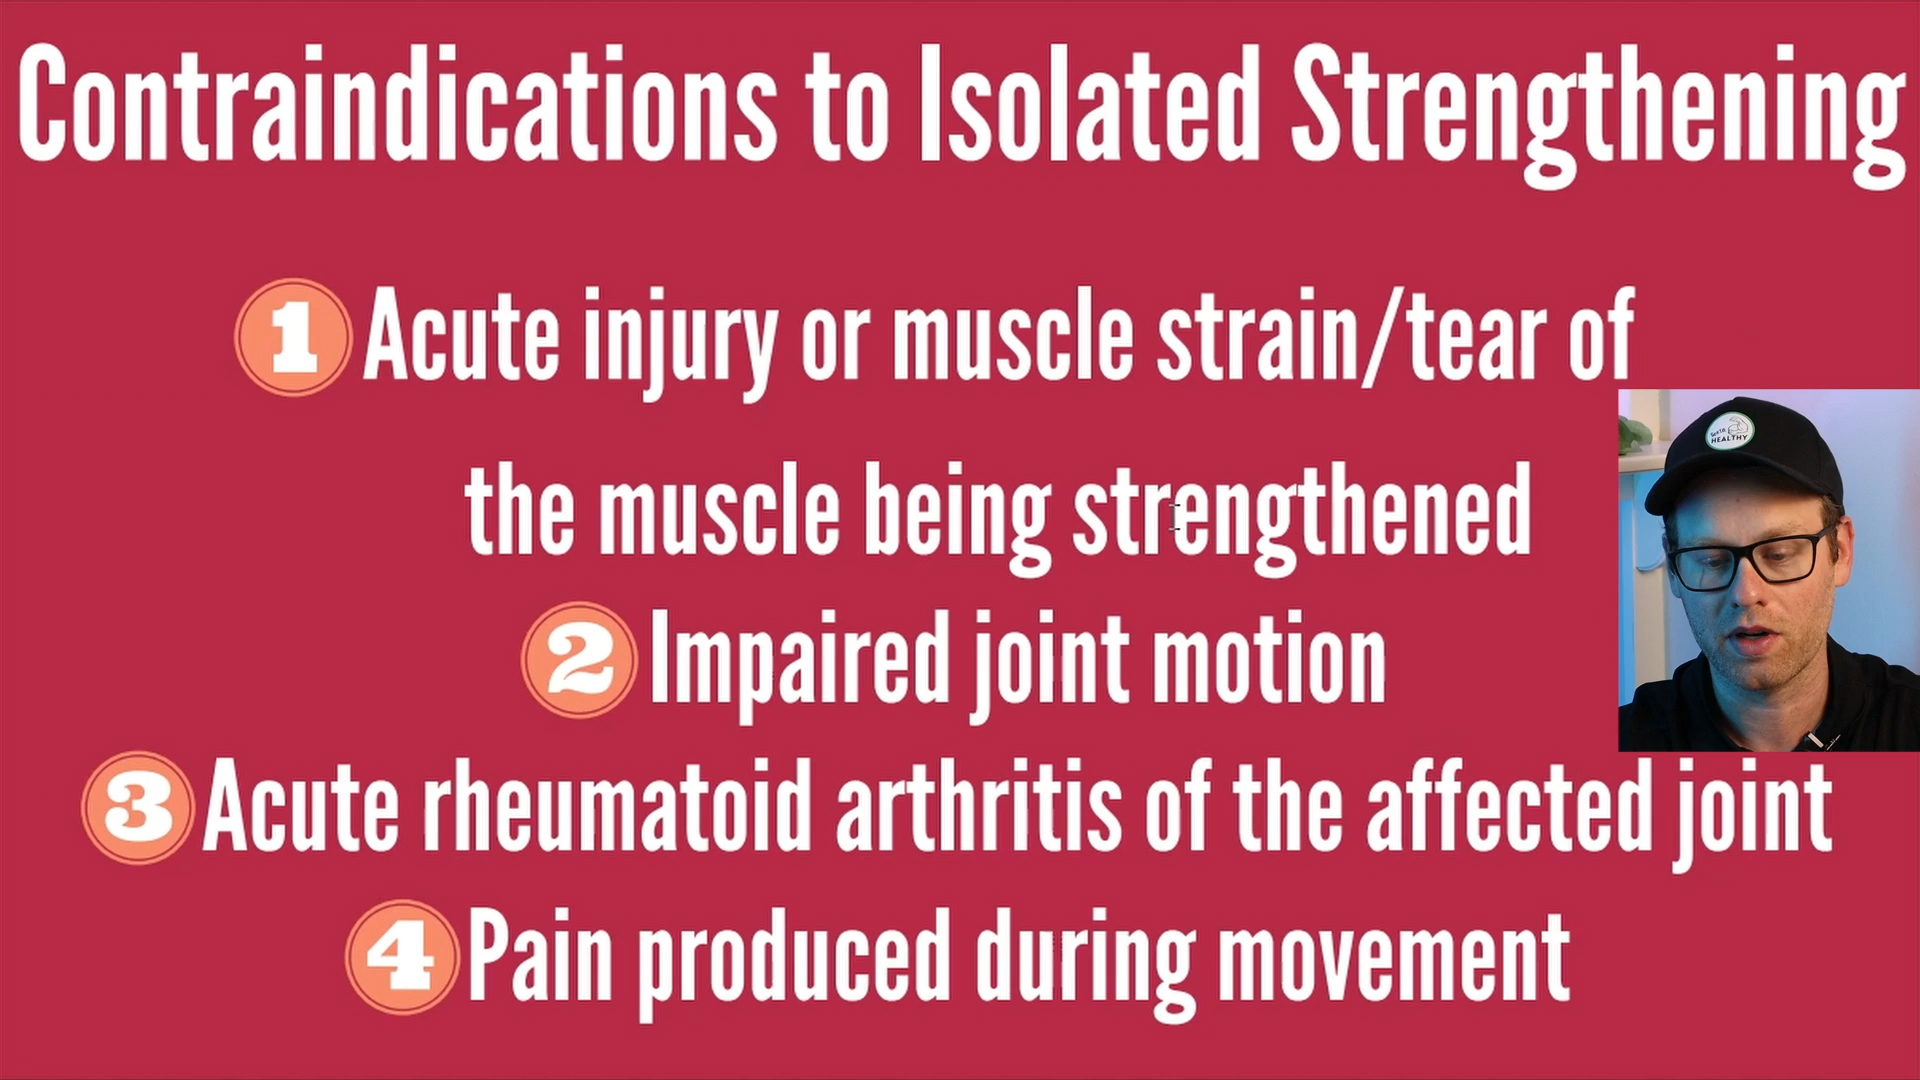 Contraindications to Isolated Strengthening
1 Acute injury or muscle strain/tear of
the muscle being strengthened
HEALTHY
2 Impaired joint motion
3 Acute rheumatoid arthritis of the affected joint
4 Pain produced during movement